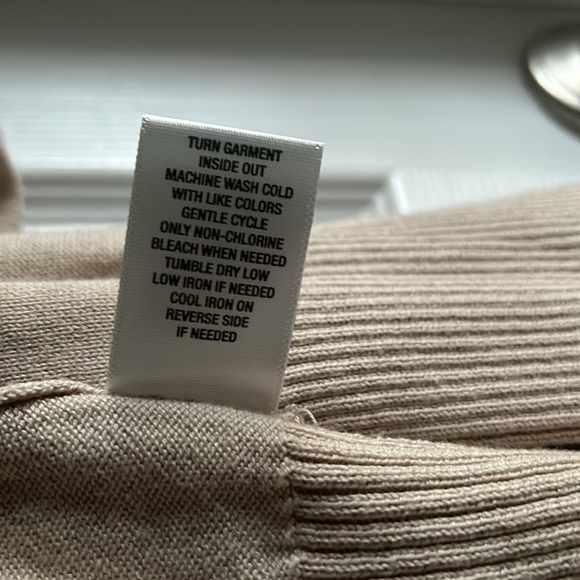 TURN GARMENT
INSIDE OUT
MACHINE WASH COLD
WITH LIKE COLORS
GENTLE CYCLE
ONLY NON-CHLORINE
BLEACH WHEN NEEDED
TUMBLE DRY LOW
LOW IRON IF NEEDED
COOL IRON ON
REVERSE SIDE
IF NEEDED